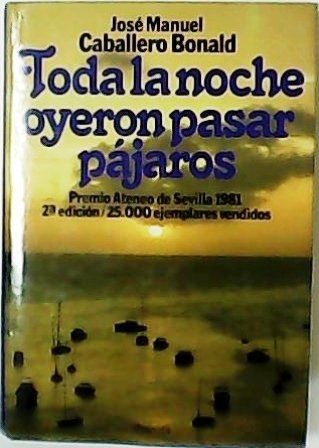 José Manuel
Caballero Bonald
Toda la noche
oyeron pasar
pájaros
Premio Ateneo de Sevilla 1981
2ª edición / 25.000 ejemplares vendidos